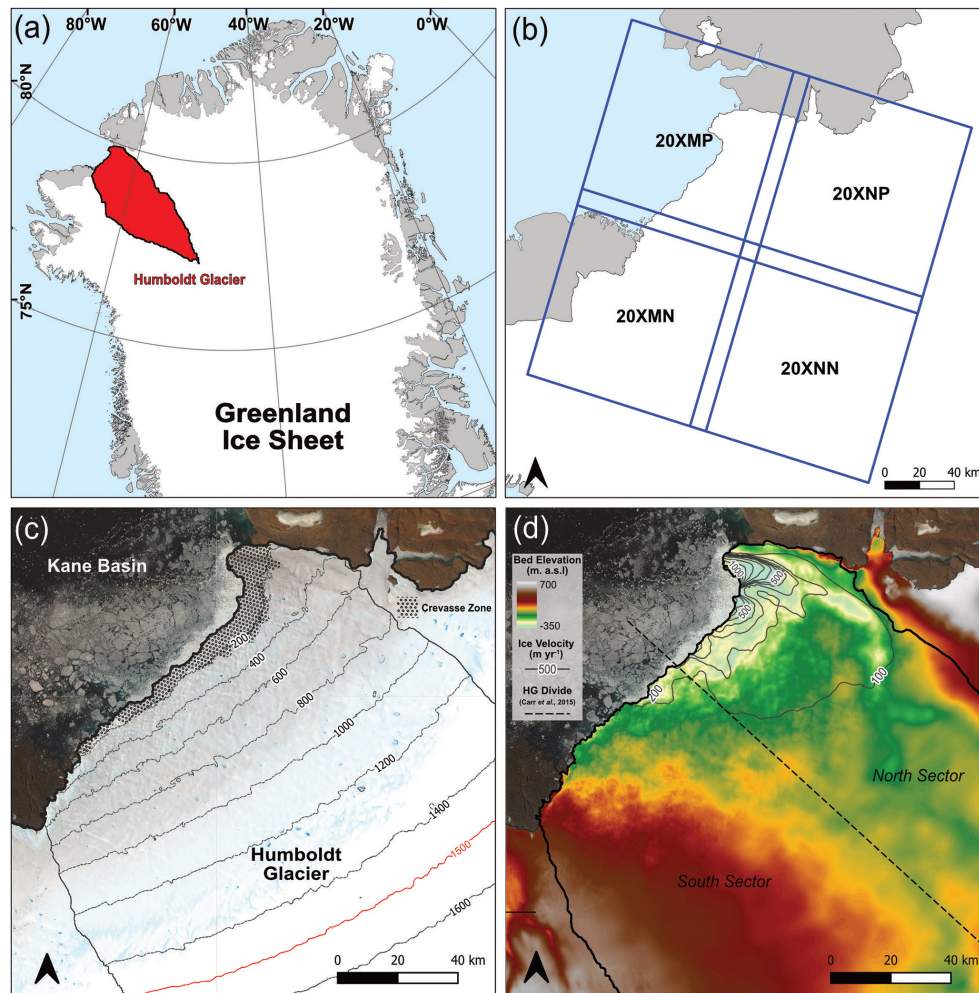 (a)
80°W
60°W
40°W
20°W
0°W
80°N
75°N
Humboldt Glacier
Greenland
Ice Sheet
(b)
20XMP
20XNP
20XMN
20XNN
0 20 40 km
(c)
Kane Basin
Crevasse Zone
200
400
600
800
1000
1200
1400
1500
1600
Humboldt
Glacier
0 20 40 km
(d)
Bed Elevation
(m. a.s.l)
700
-350
Ice Velocity
(m yr⁻¹)
500
HG Divide
(Carr et al., 2015)
1000
500
500
200
100
North Sector
South Sector
0 20 40 km